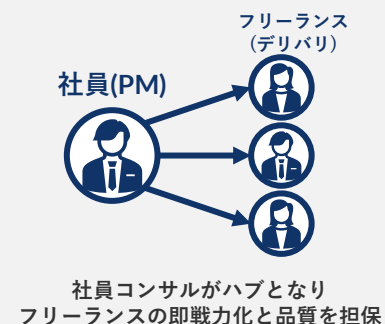 フリーランス
(デリバリ)
社員(PM)
社員コンサルがハブとなり
フリーランスの即戦力化と品質を担保